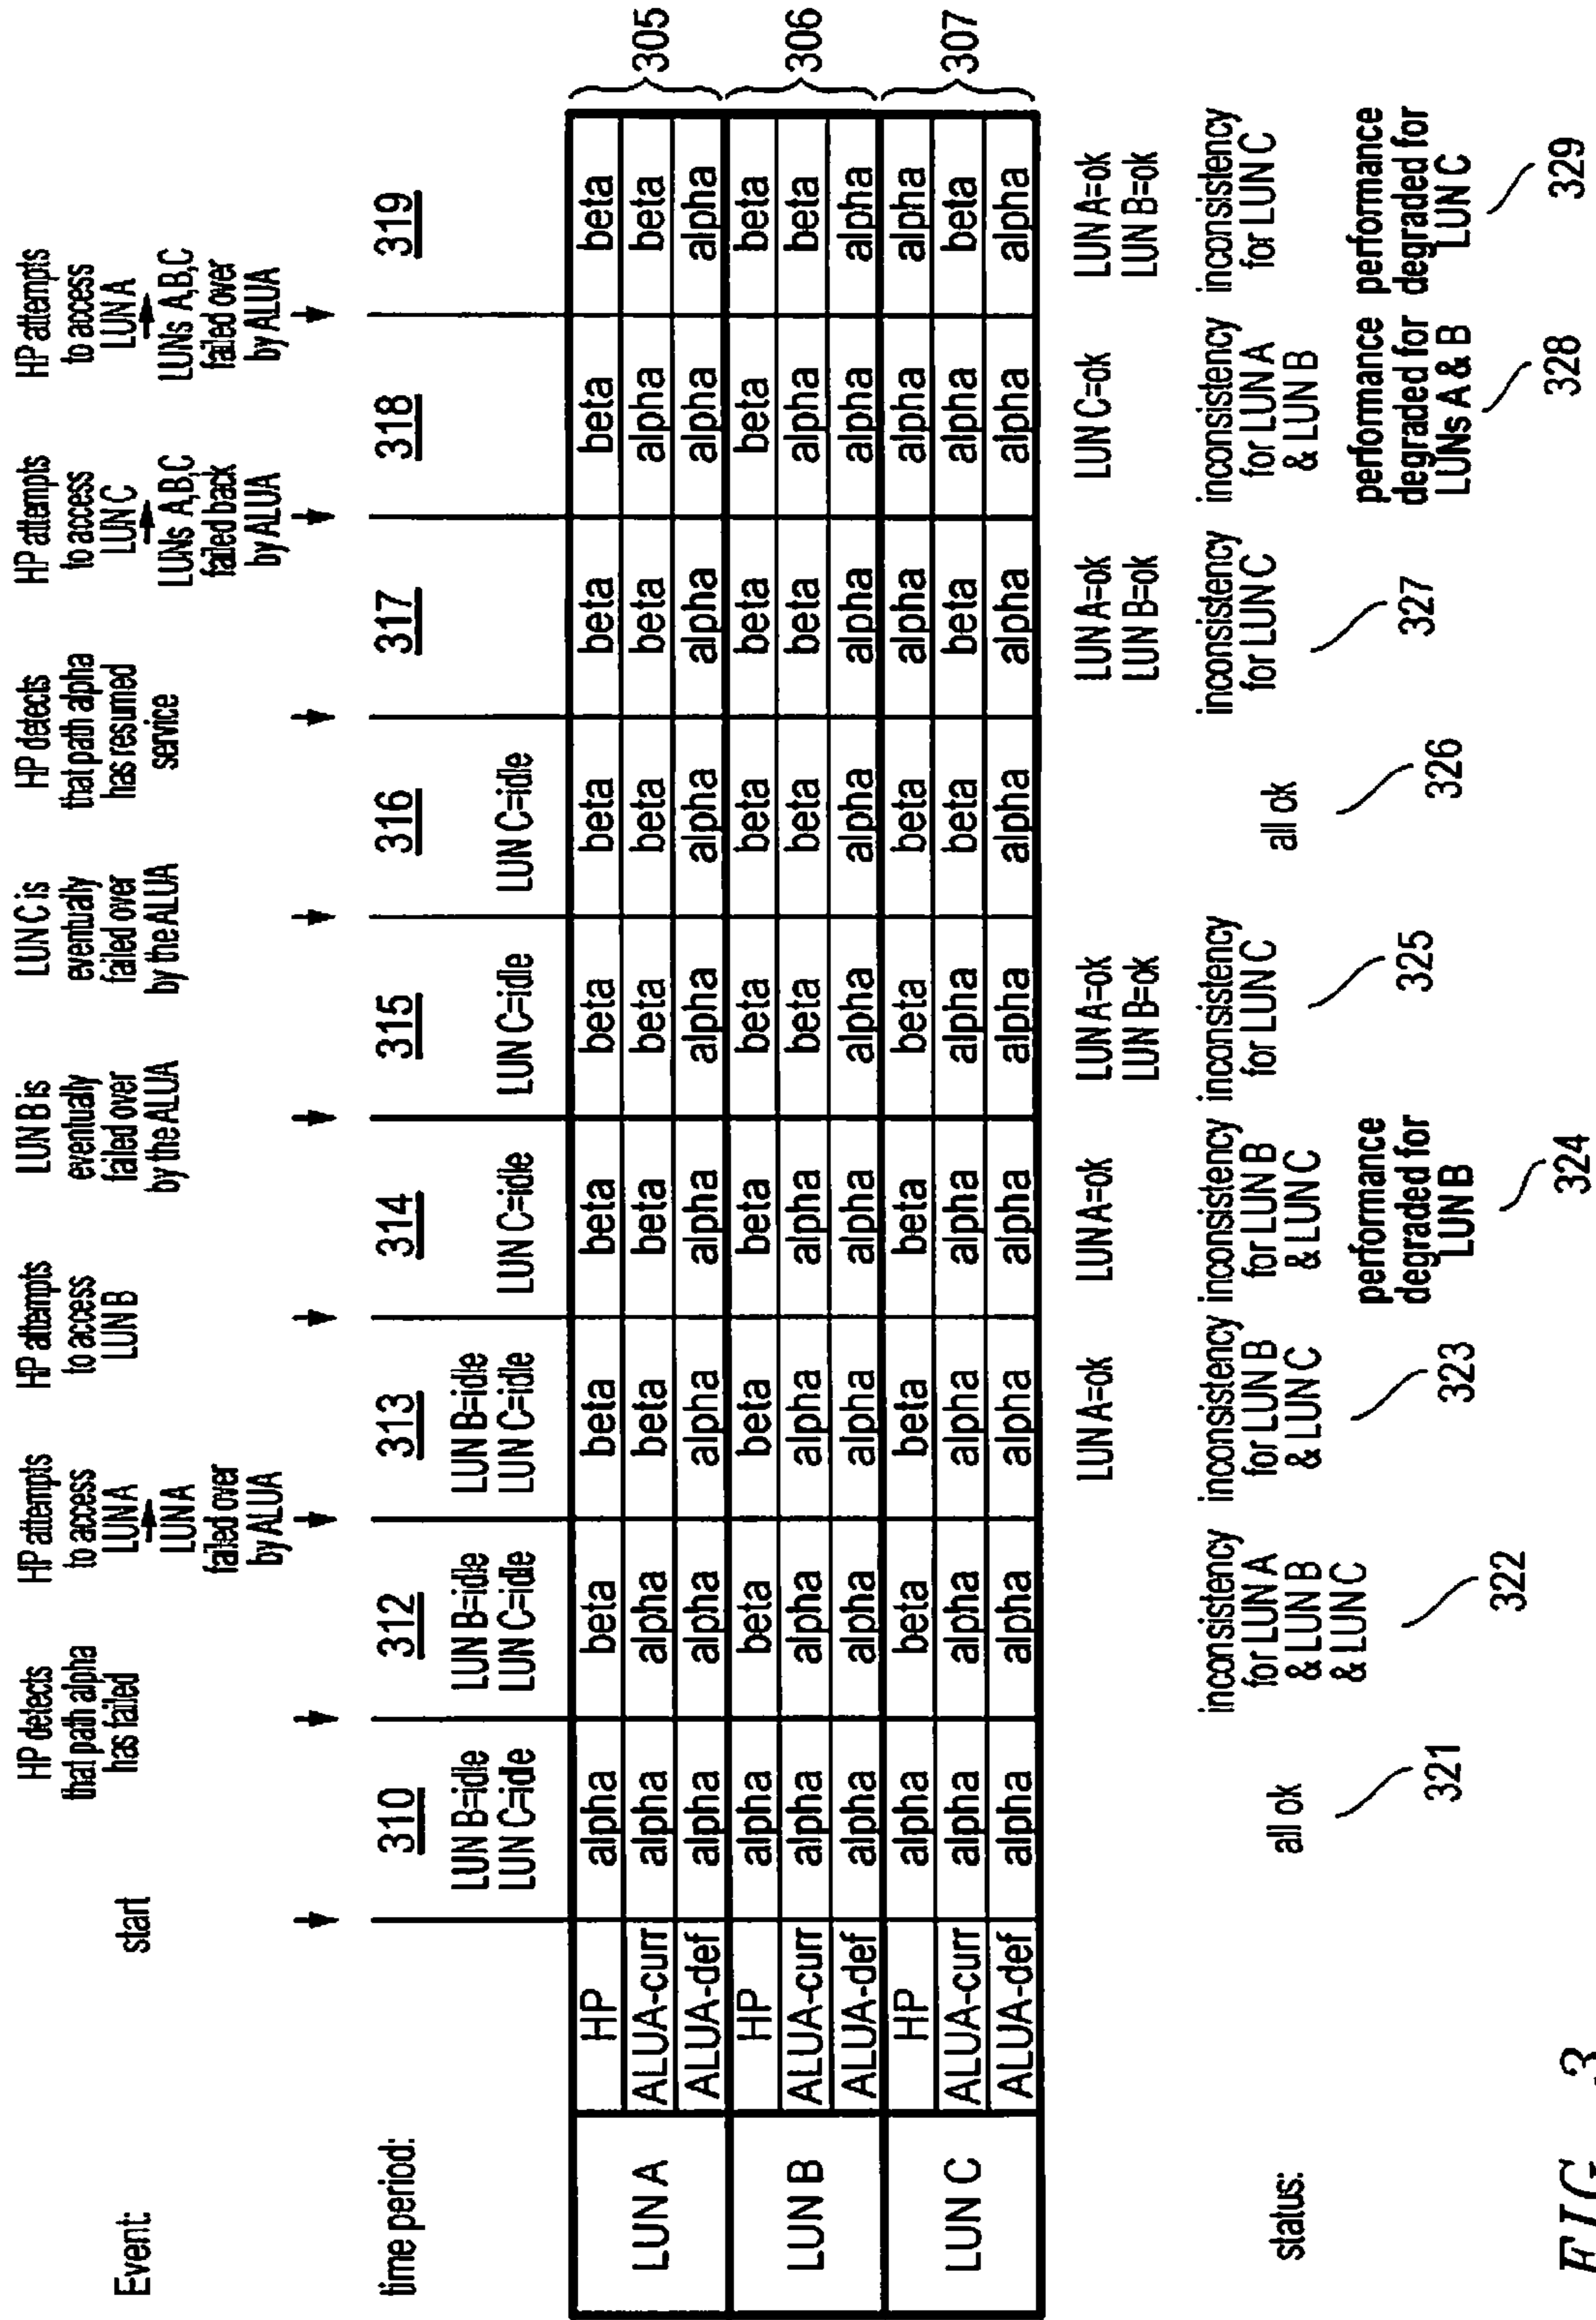 Event:
start
HP detects
that path alpha
has failed
HP attempts
to access
LUN A
LUN A
failed over
by ALUA
HP attempts
to access
LUN B
LUN B is
eventually
failed over
by the ALUA
LUN C is
eventually
failed over
by the ALUA
HP detects
that path alpha
has resumed
service
HP attempts
to access
LUN C
LUNs A,B,C
failed back
by ALUA
HP attempts
to access
LUN A
LUNs A,B,C
failed over
by ALUA
time period:
310 312 313 314 315 316 317 318 319
LUN B=idle LUN B=idle LUN B=idle
LUN C=idle LUN C=idle LUN C=idle LUN C=idle LUN C=idle LUN C=idle
LUN A
HP alpha beta beta beta beta beta beta beta beta
ALUA-curr alpha alpha beta beta beta beta beta alpha beta
ALUA-def alpha alpha alpha alpha alpha alpha alpha alpha alpha
305
LUN B
HP alpha beta beta beta beta beta beta beta beta
ALUA-curr alpha alpha alpha alpha beta beta beta alpha beta
ALUA-def alpha alpha alpha alpha alpha alpha alpha alpha alpha
306
LUN C
HP alpha beta beta beta beta beta alpha alpha alpha
ALUA-curr alpha alpha alpha alpha alpha beta beta alpha beta
ALUA-def alpha alpha alpha alpha alpha alpha alpha alpha alpha
307
status:
all ok
321
inconsistency
for LUN A
& LUN B
& LUN C
322
LUN A=ok
inconsistency
for LUN B
& LUN C
323
LUN A=ok
inconsistency
for LUN B
& LUN C
performance
degraded for
LUN B
324
LUN A=ok
LUN B=ok
inconsistency
for LUN C
325
all ok
326
LUN A=ok
LUN B=ok
inconsistency
for LUN C
327
LUN C=ok
inconsistency
for LUN A
& LUN B
performance
degraded for
LUNs A & B
328
LUN A=ok
LUN B=ok
inconsistency
for LUN C
performance
degraded for
LUN C
329
FIG. 3